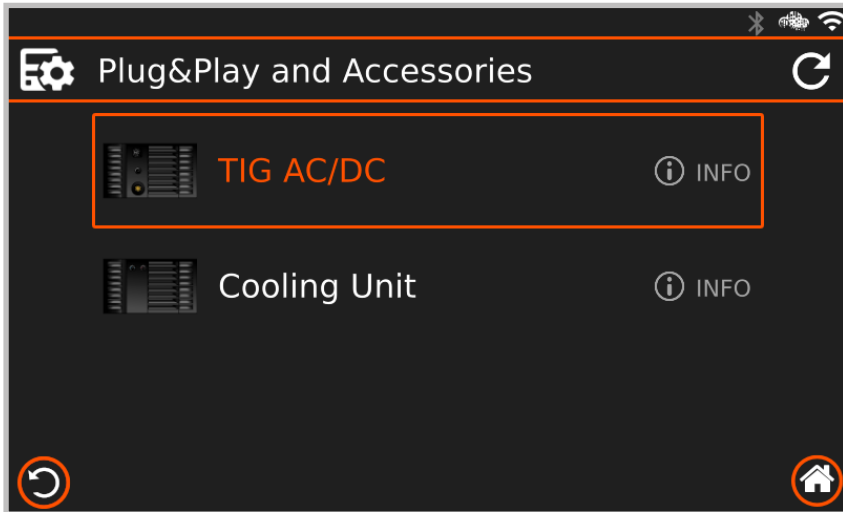 Plug&Play and Accessories
TIG AC/DC
INFO
Cooling Unit
INFO